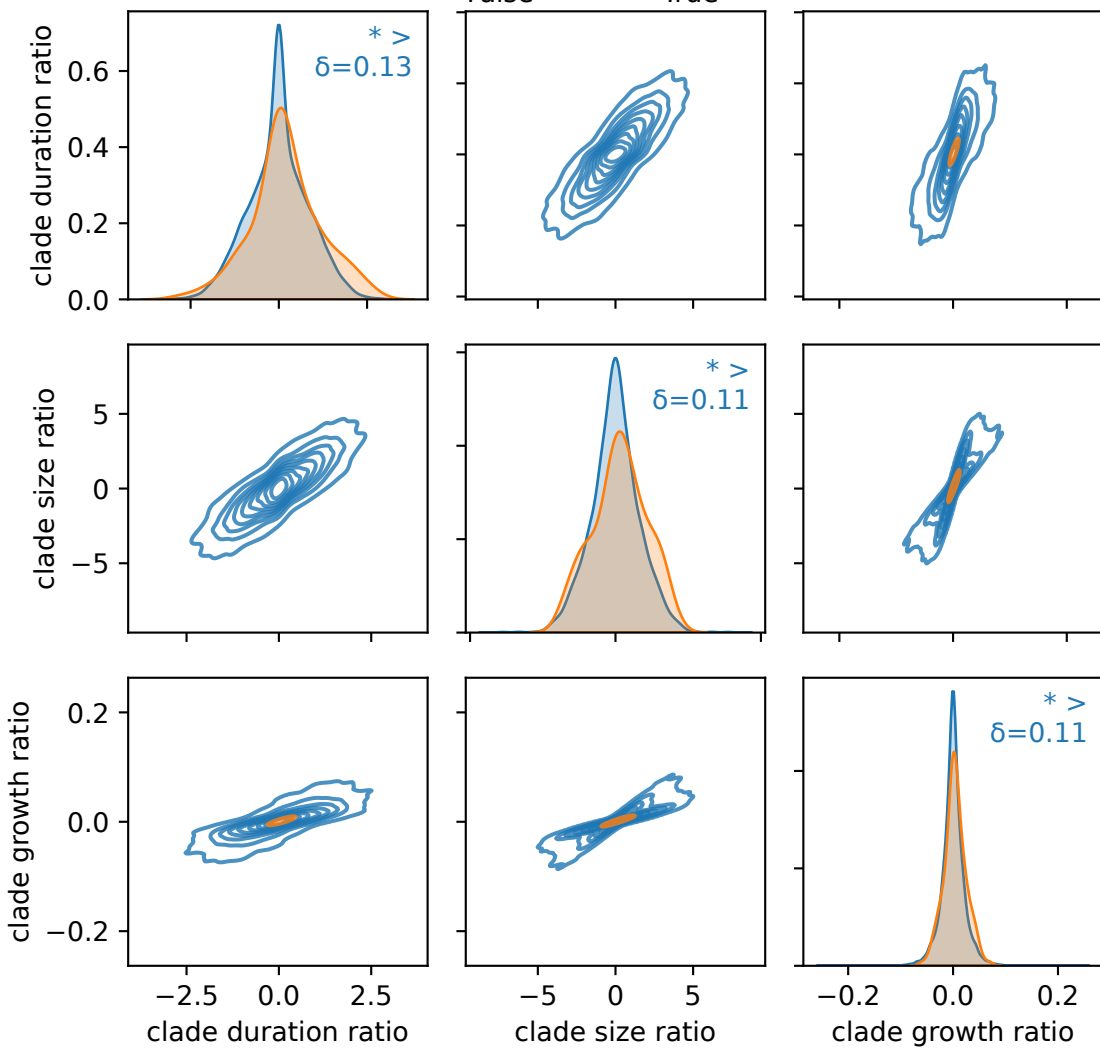 False True
* >
δ=0.13
clade duration ratio
0.6
0.4
0.2
0.0
* >
δ=0.11
clade size ratio
5
0
−5
* >
δ=0.11
clade growth ratio
0.2
0.0
−0.2
−2.5 0.0 2.5 −5 0 5 −0.2 0.0 0.2
clade duration ratio clade size ratio clade growth ratio